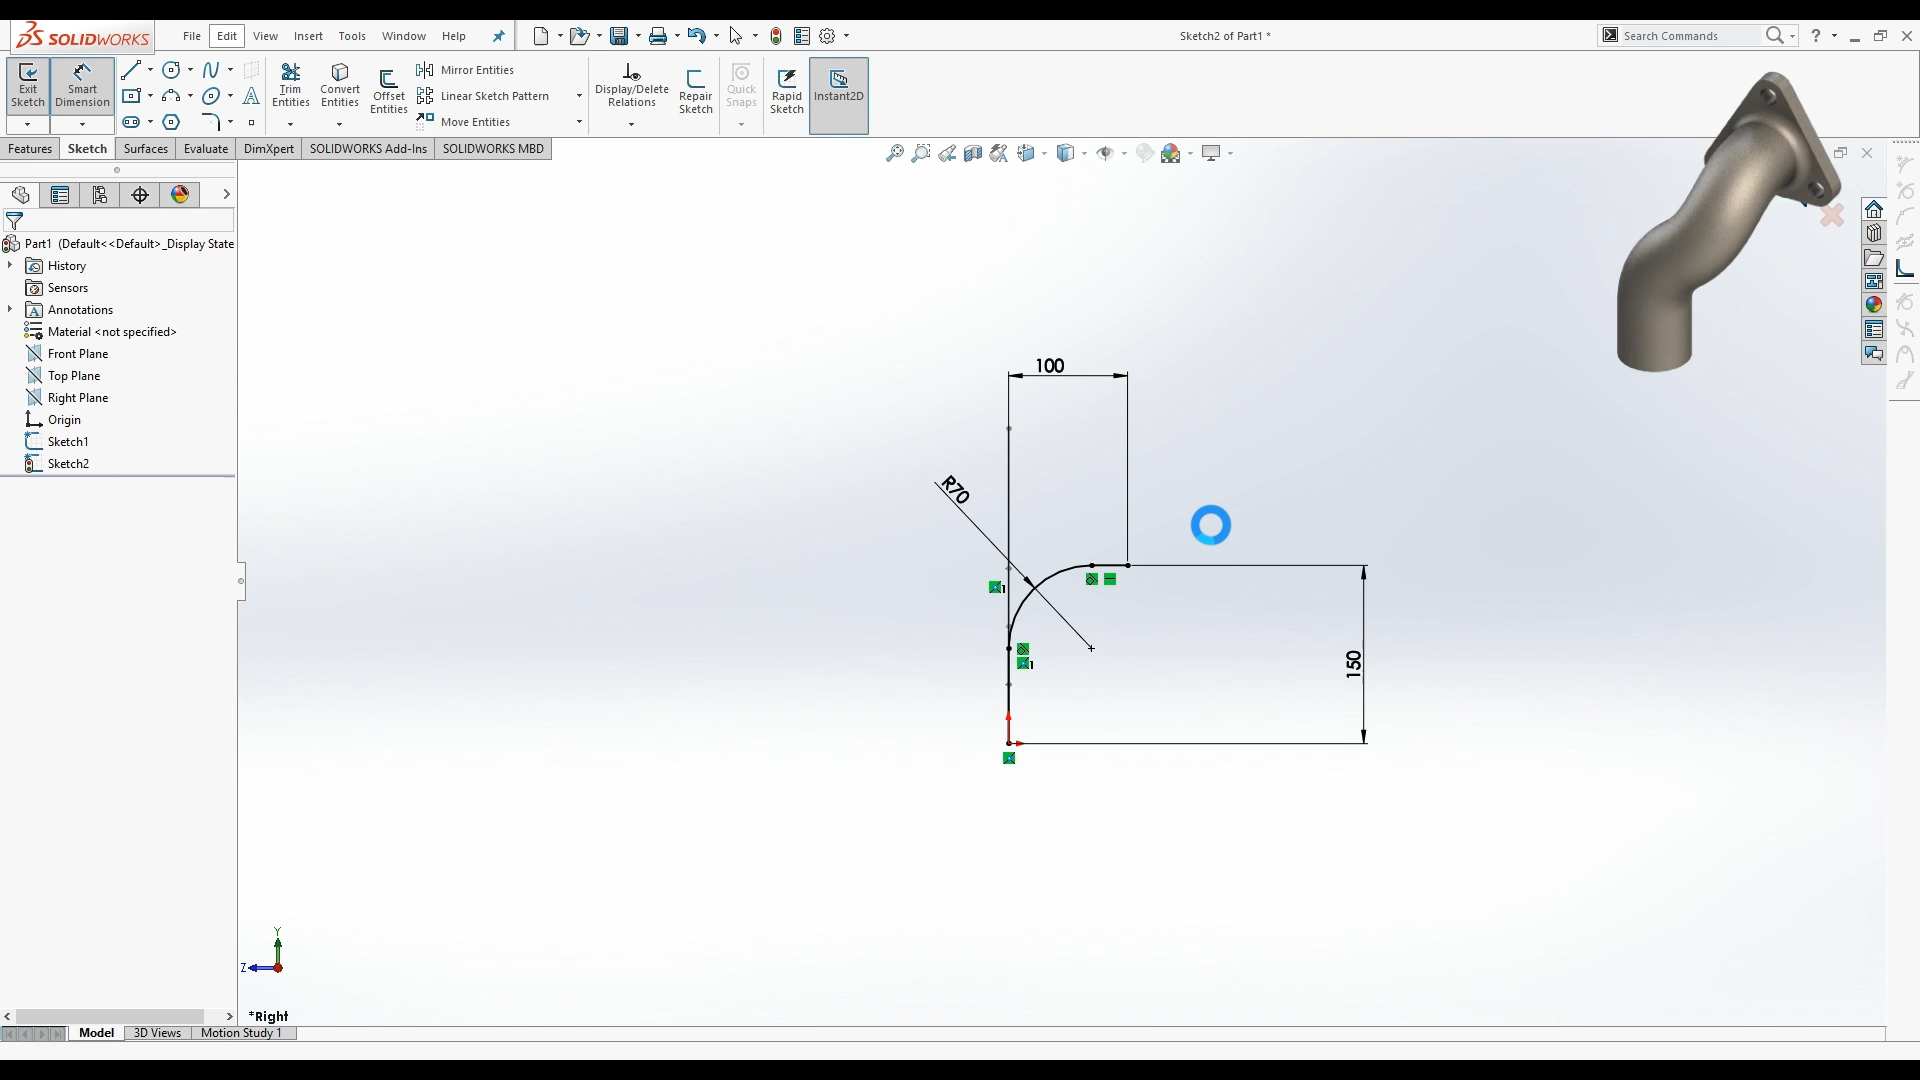 SOLIDWORKS File Edit View Insert Tools Window Help Sketch2 of Part1 * Search Commands ?
Exit Sketch Smart Dimension Trim Entities Convert Entities Offset Entities Mirror Entities Linear Sketch Pattern Move Entities Display/Delete Relations Repair Sketch Quick Snaps Rapid Sketch Instant2D
Features Sketch Surfaces Evaluate DimXpert SOLIDWORKS Add-Ins SOLIDWORKS MBD
Part1 (Default<<Default>_Display State
History
Sensors
Annotations
Material <not specified>
Front Plane
Top Plane
Right Plane
Origin
Sketch1
Sketch2
100
R70
1
1
150
Y
Z
*Right
Model 3D Views Motion Study 1